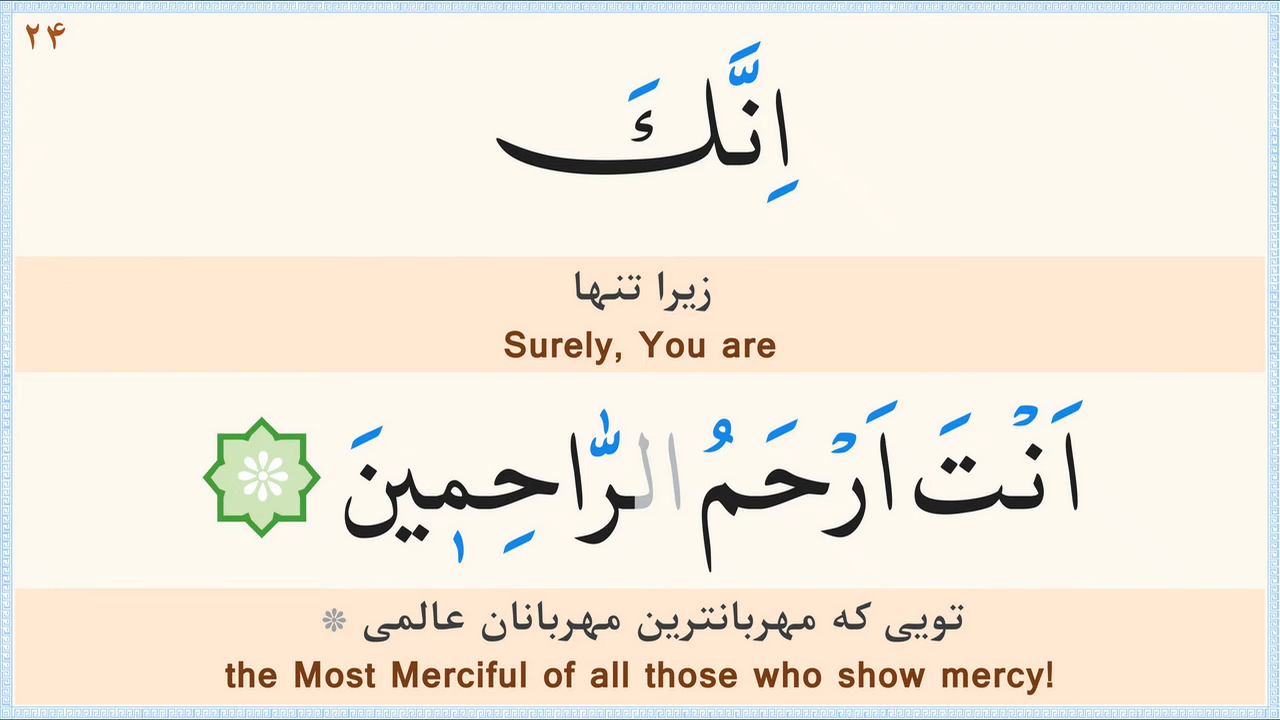 ۲۴
اِنَّكَ
زیرا تنها
Surely, You are
اَنْتَ اَرْحَمُ الرّٰاحِمٖينَ
تویی که مهربانترین مهربانان عالمی
the Most Merciful of all those who show mercy!